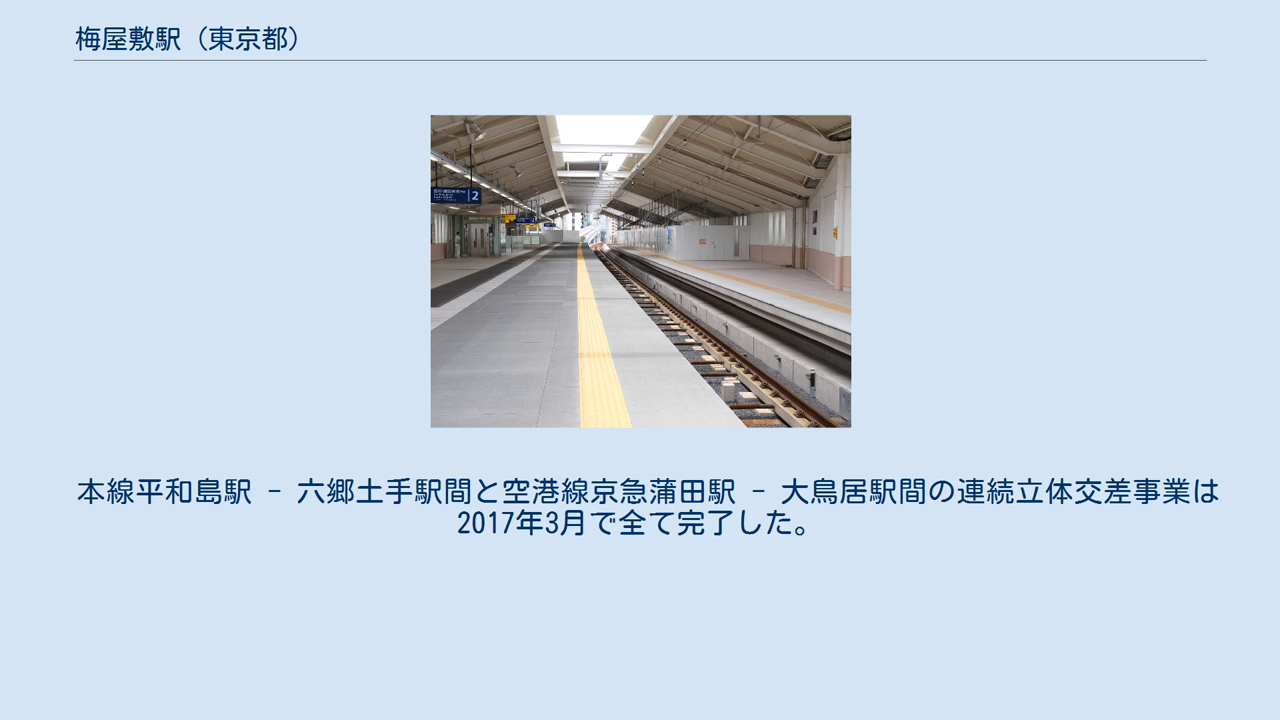 梅屋敷駅（東京都）
2
本線平和島駅 - 六郷土手駅間と空港線京急蒲田駅 - 大鳥居駅間の連続立体交差事業は
2017年3月で全て完了した。